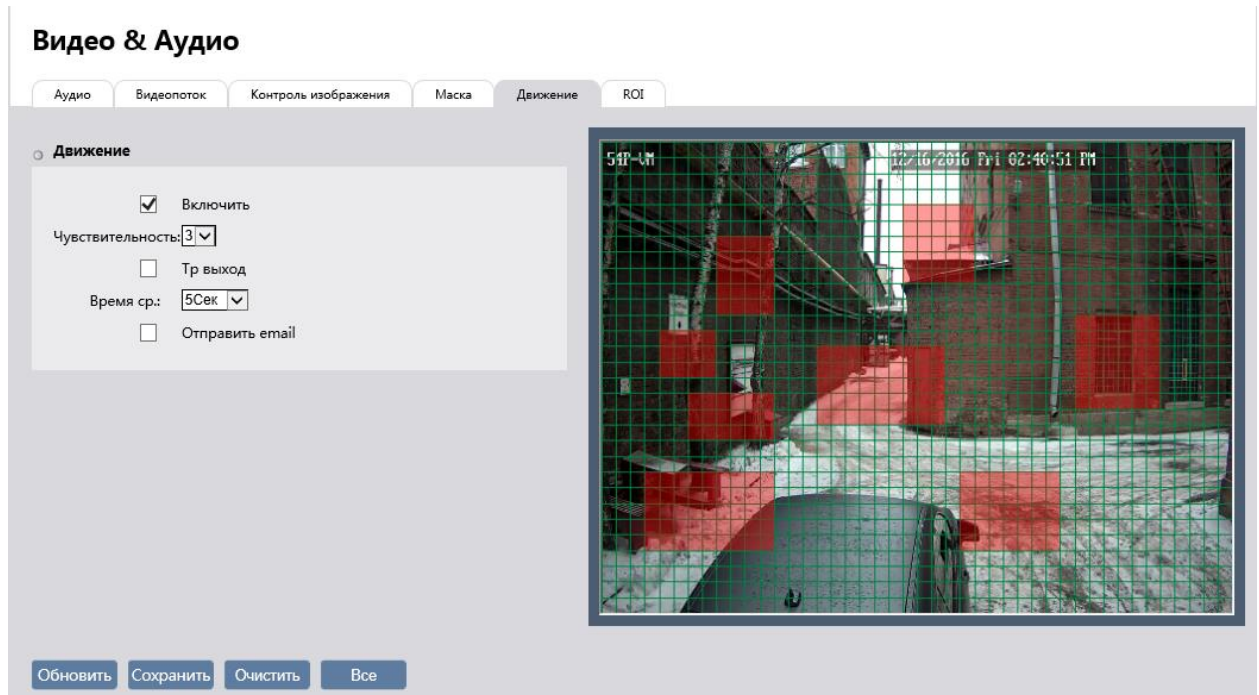 Видео & Аудио
Аудио Видеопоток Контроль изображения Маска Движение ROI
Движение
Включить
Чувствительность: 3
Тр выход
Время ср.: 5Сек
Отправить email
54P-VM 12/16/2016 Fri 02:40:51 PM
Обновить Сохранить Очистить Все